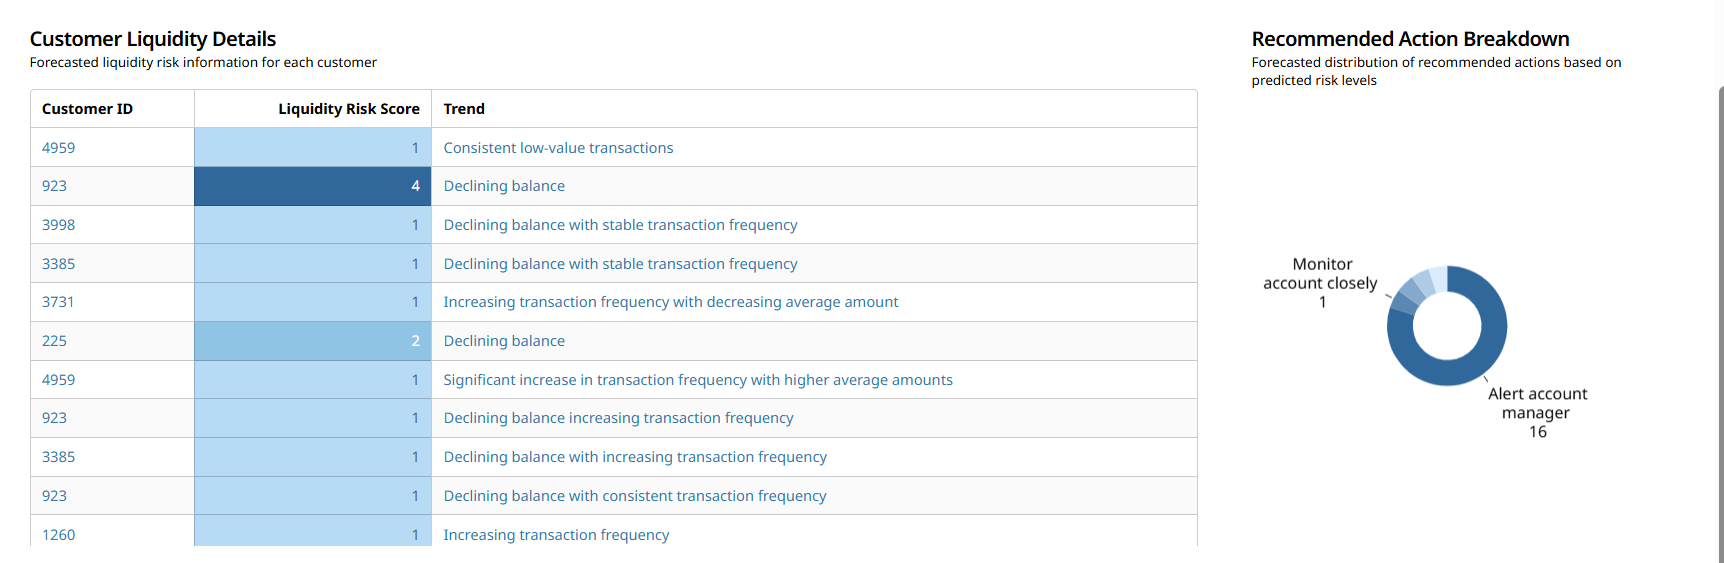 Customer Liquidity Details
Forecasted liquidity risk information for each customer
Customer ID Liquidity Risk Score Trend
4959 1 Consistent low-value transactions
923 4 Declining balance
3998 1 Declining balance with stable transaction frequency
3385 1 Declining balance with stable transaction frequency
3731 1 Increasing transaction frequency with decreasing average amount
225 2 Declining balance
4959 1 Significant increase in transaction frequency with higher average amounts
923 1 Declining balance increasing transaction frequency
3385 1 Declining balance with increasing transaction frequency
923 1 Declining balance with consistent transaction frequency
1260 1 Increasing transaction frequency
Recommended Action Breakdown
Forecasted distribution of recommended actions based on
predicted risk levels
Monitor
account closely
1
Alert account
manager
16